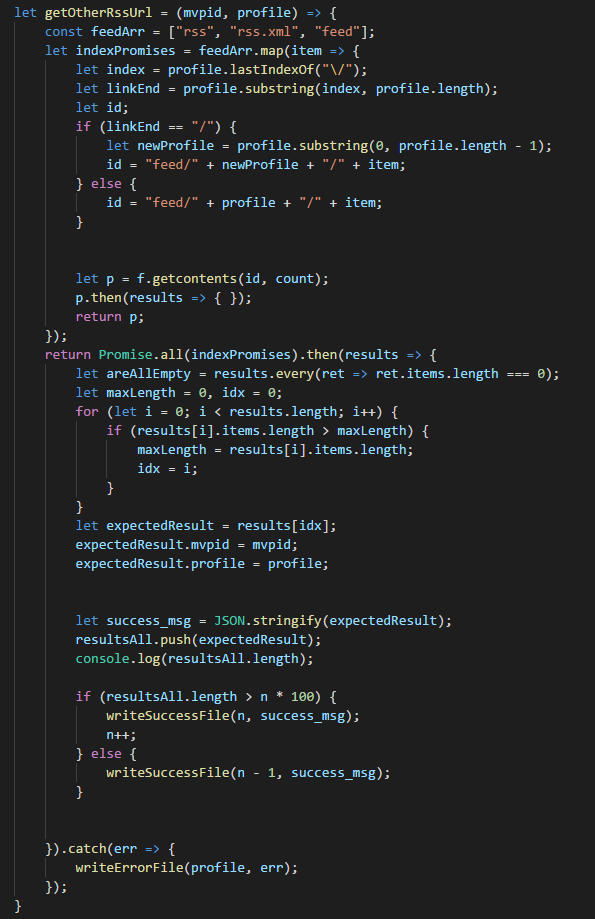 let getOtherRssUrl = (mvpid, profile) => {
    const feedArr = ["rss", "rss.xml", "feed"];
    let indexPromises = feedArr.map(item => {
        let index = profile.lastIndexOf("\/");
        let linkEnd = profile.substring(index, profile.length);
        let id;
        if (linkEnd == "/") {
            let newProfile = profile.substring(0, profile.length - 1);
            id = "feed/" + newProfile + "/" + item;
        } else {
            id = "feed/" + profile + "/" + item;
        }
        let p = f.getcontents(id, count);
        p.then(results => { });
        return p;
    });
    return Promise.all(indexPromises).then(results => {
        let areAllEmpty = results.every(ret => ret.items.length === 0);
        let maxLength = 0, idx = 0;
        for (let i = 0; i < results.length; i++) {
            if (results[i].items.length > maxLength) {
                maxLength = results[i].items.length;
                idx = i;
            }
        }
        let expectedResult = results[idx];
        expectedResult.mvpid = mvpid;
        expectedResult.profile = profile;
        let success_msg = JSON.stringify(expectedResult);
        resultsAll.push(expectedResult);
        console.log(resultsAll.length);
        if (resultsAll.length > n * 100) {
            writeSuccessFile(n, success_msg);
            n++;
        } else {
            writeSuccessFile(n - 1, success_msg);
        }
    }).catch(err => {
        writeErrorFile(profile, err);
    });
}